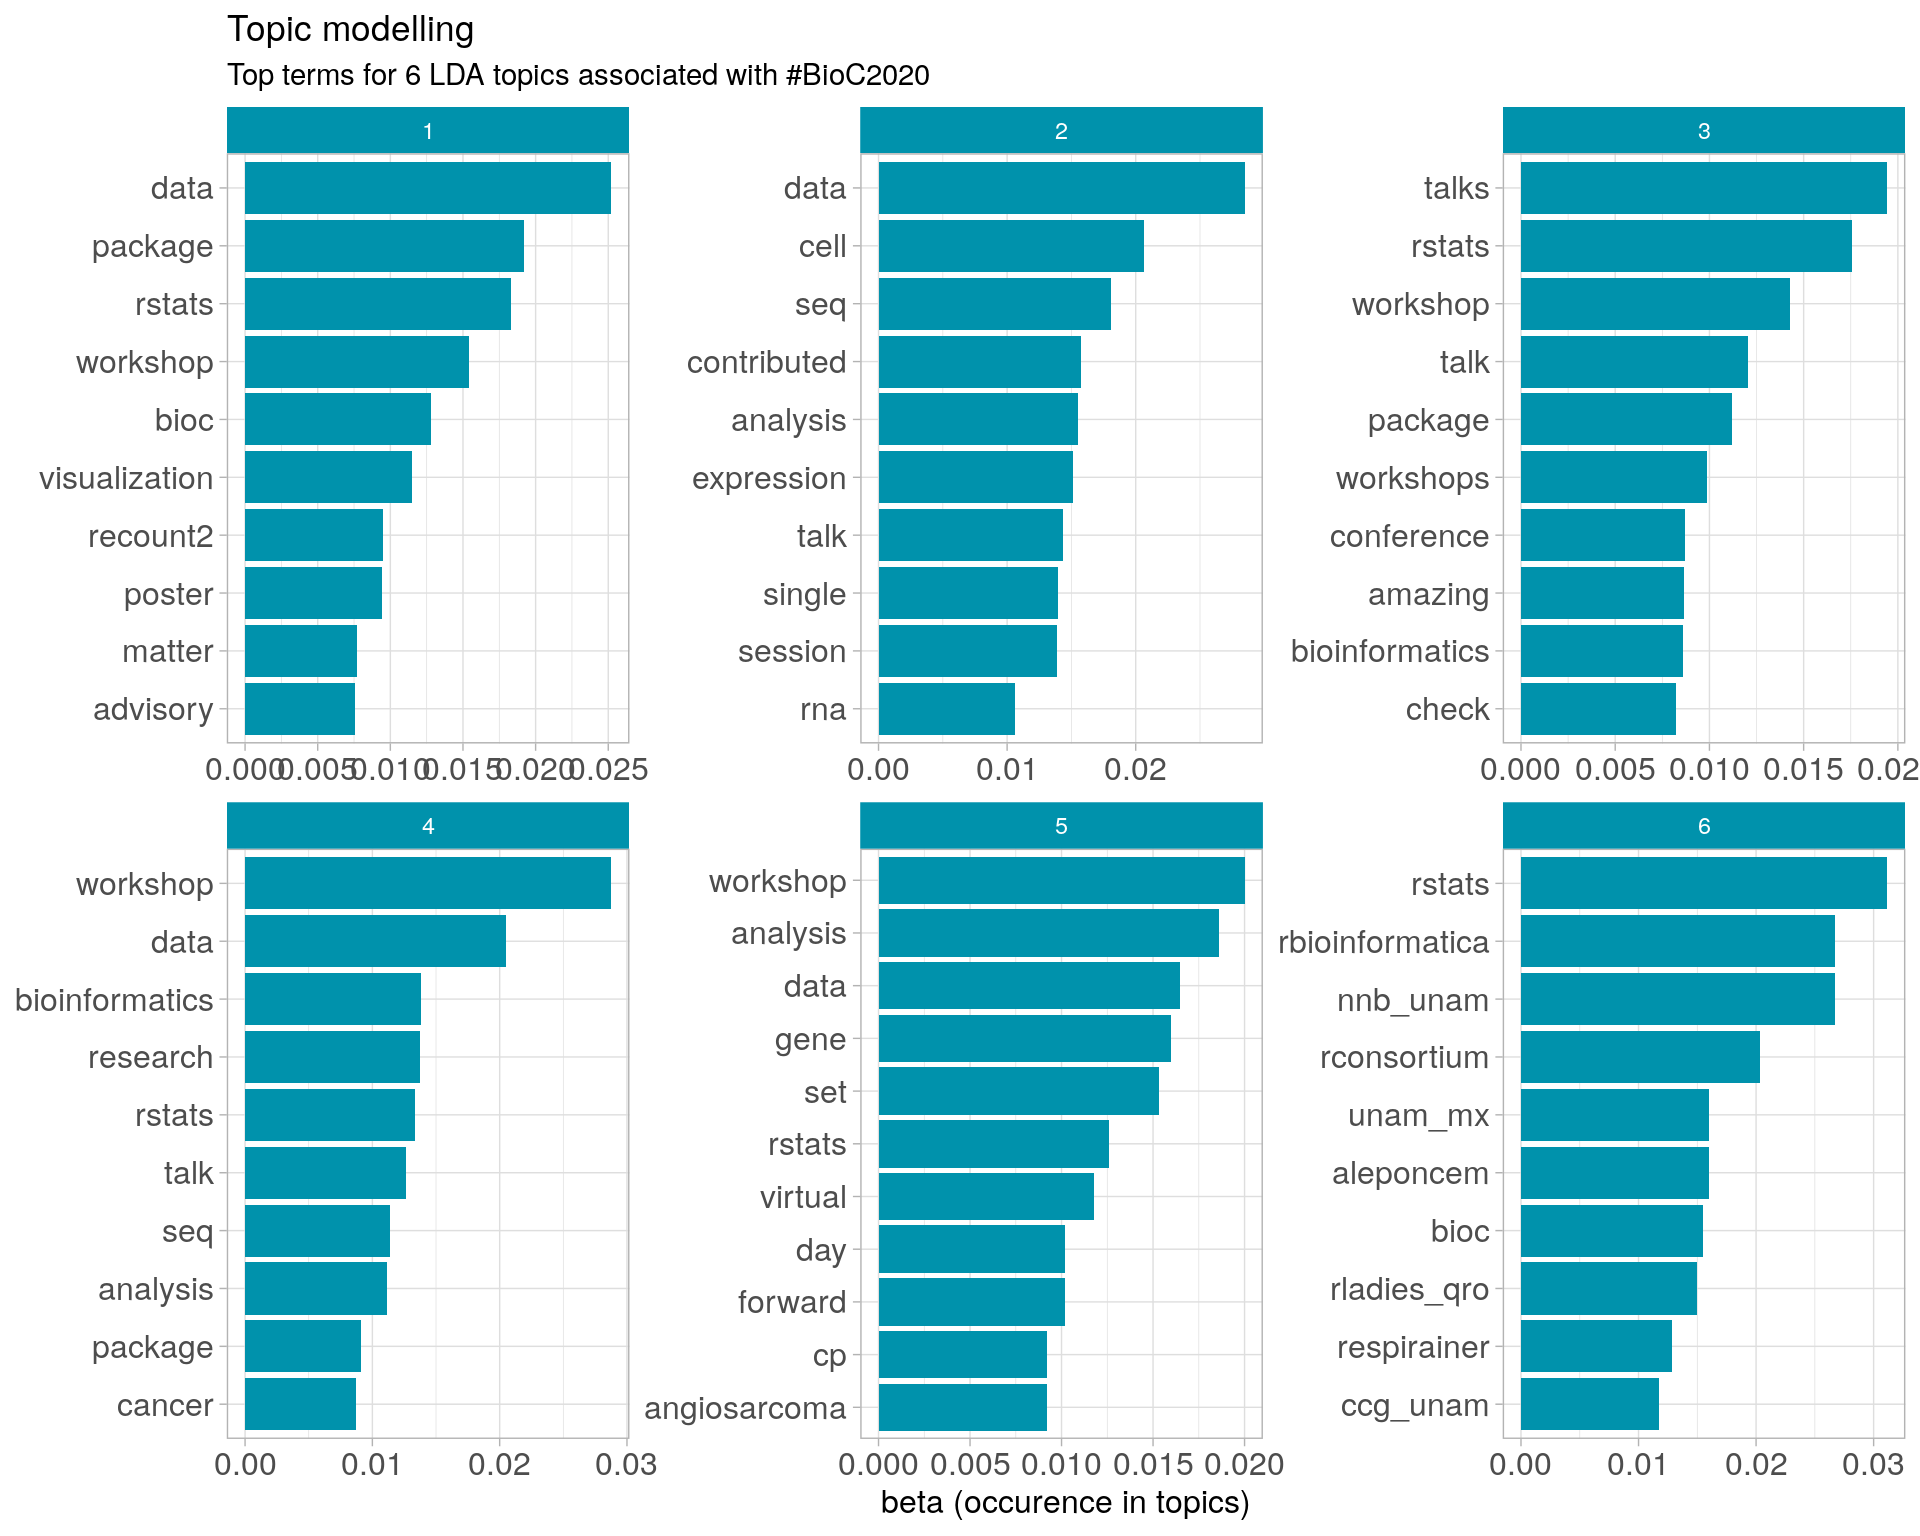 Topic modelling
Top terms for 6 LDA topics associated with #BioC2020
1
data
package
rstats
workshop
bioc
visualization
recount2
poster
matter
advisory
0.000 0.005 0.010 0.015 0.020 0.025
2
data
cell
seq
contributed
analysis
expression
talk
single
session
rna
0.00 0.01 0.02
3
talks
rstats
workshop
talk
package
workshops
conference
amazing
bioinformatics
check
0.000 0.005 0.010 0.015 0.02
4
workshop
data
bioinformatics
research
rstats
talk
seq
analysis
package
cancer
0.00 0.01 0.02 0.03
5
workshop
analysis
data
gene
set
rstats
virtual
day
forward
cp
angiosarcoma
0.000 0.005 0.010 0.015 0.020
6
rstats
rbioinformatica
nnb_unam
rconsortium
unam_mx
aleponcem
bioc
rladies_qro
respirainer
ccg_unam
0.00 0.01 0.02 0.03
beta (occurence in topics)